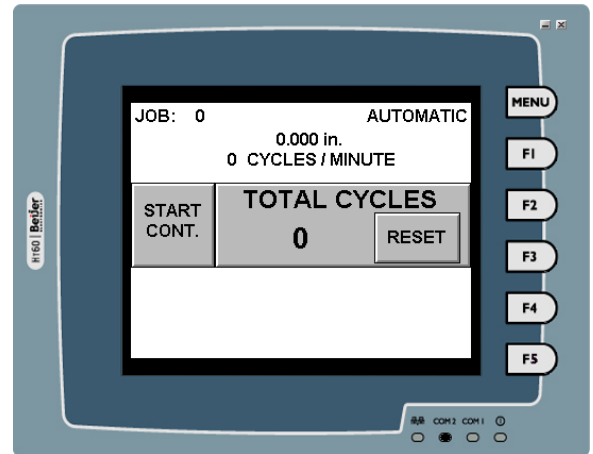 MENU
JOB: 0 AUTOMATIC
0.000 in.
0 CYCLES / MINUTE
F1
START
CONT.
TOTAL CYCLES
0
RESET
F2
F3
F4
F5
HT60 Beijer
COM2 COM1